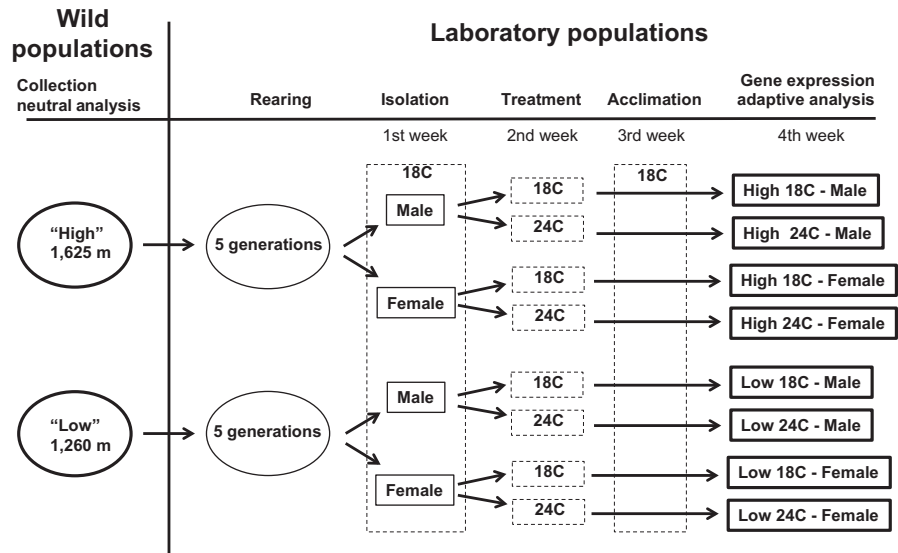 Wild
populations
Laboratory populations
Collection
neutral analysis
Rearing
Isolation
Treatment
Acclimation
Gene expression
adaptive analysis
1st week
2nd week
3rd week
4th week
18C
18C
"High"
1,625 m
5 generations
Male
18C
24C
High 18C - Male
High 24C - Male
Female
18C
24C
High 18C - Female
High 24C - Female
"Low"
1,260 m
5 generations
Male
18C
24C
Low 18C - Male
Low 24C - Male
Female
18C
24C
Low 18C - Female
Low 24C - Female